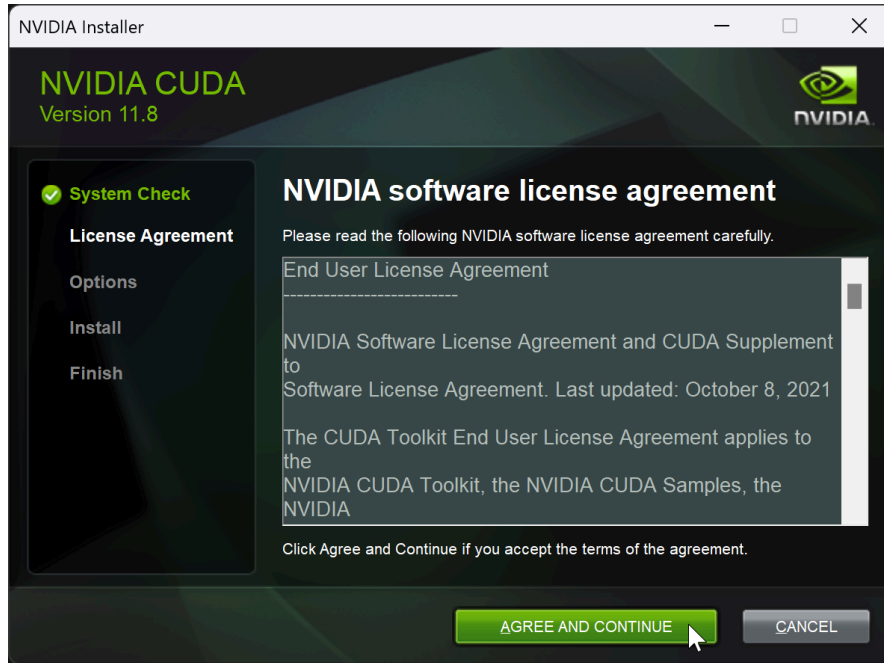 NVIDIA Installer
NVIDIA CUDA
Version 11.8
NVIDIA.
System Check
License Agreement
Options
Install
Finish
NVIDIA software license agreement
Please read the following NVIDIA software license agreement carefully.
End User License Agreement
--------------------------
NVIDIA Software License Agreement and CUDA Supplement
to
Software License Agreement. Last updated: October 8, 2021
The CUDA Toolkit End User License Agreement applies to
the
NVIDIA CUDA Toolkit, the NVIDIA CUDA Samples, the
NVIDIA
Click Agree and Continue if you accept the terms of the agreement.
AGREE AND CONTINUE
CANCEL